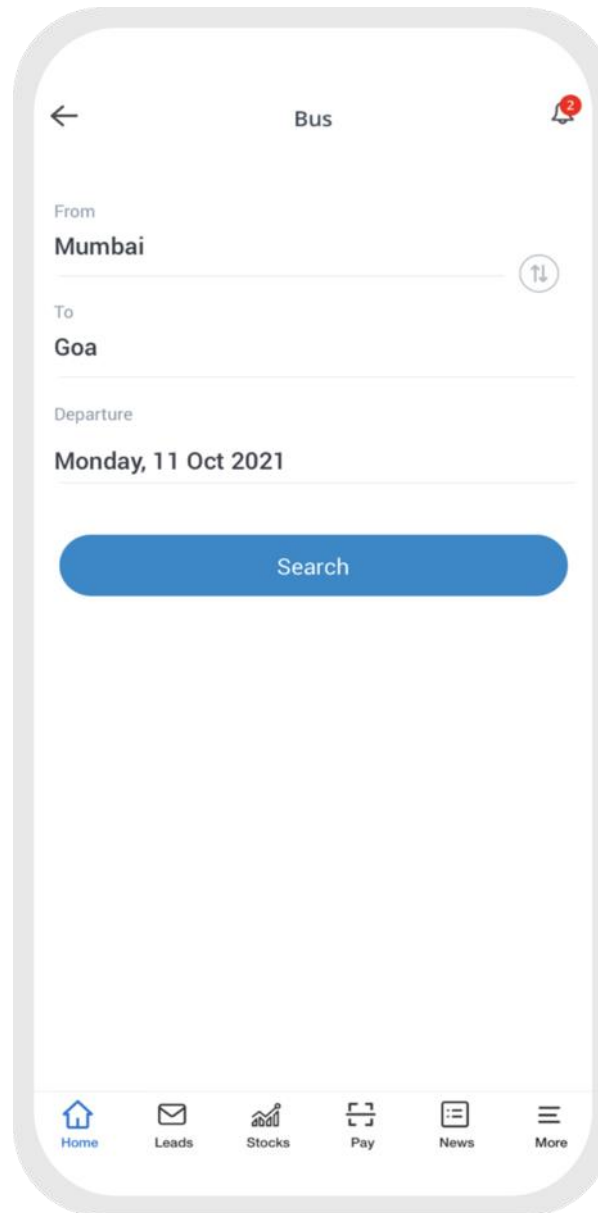 Bus
2
From
Mumbai
To
Goa
Departure
Monday, 11 Oct 2021
Search
Home Leads Stocks Pay News More